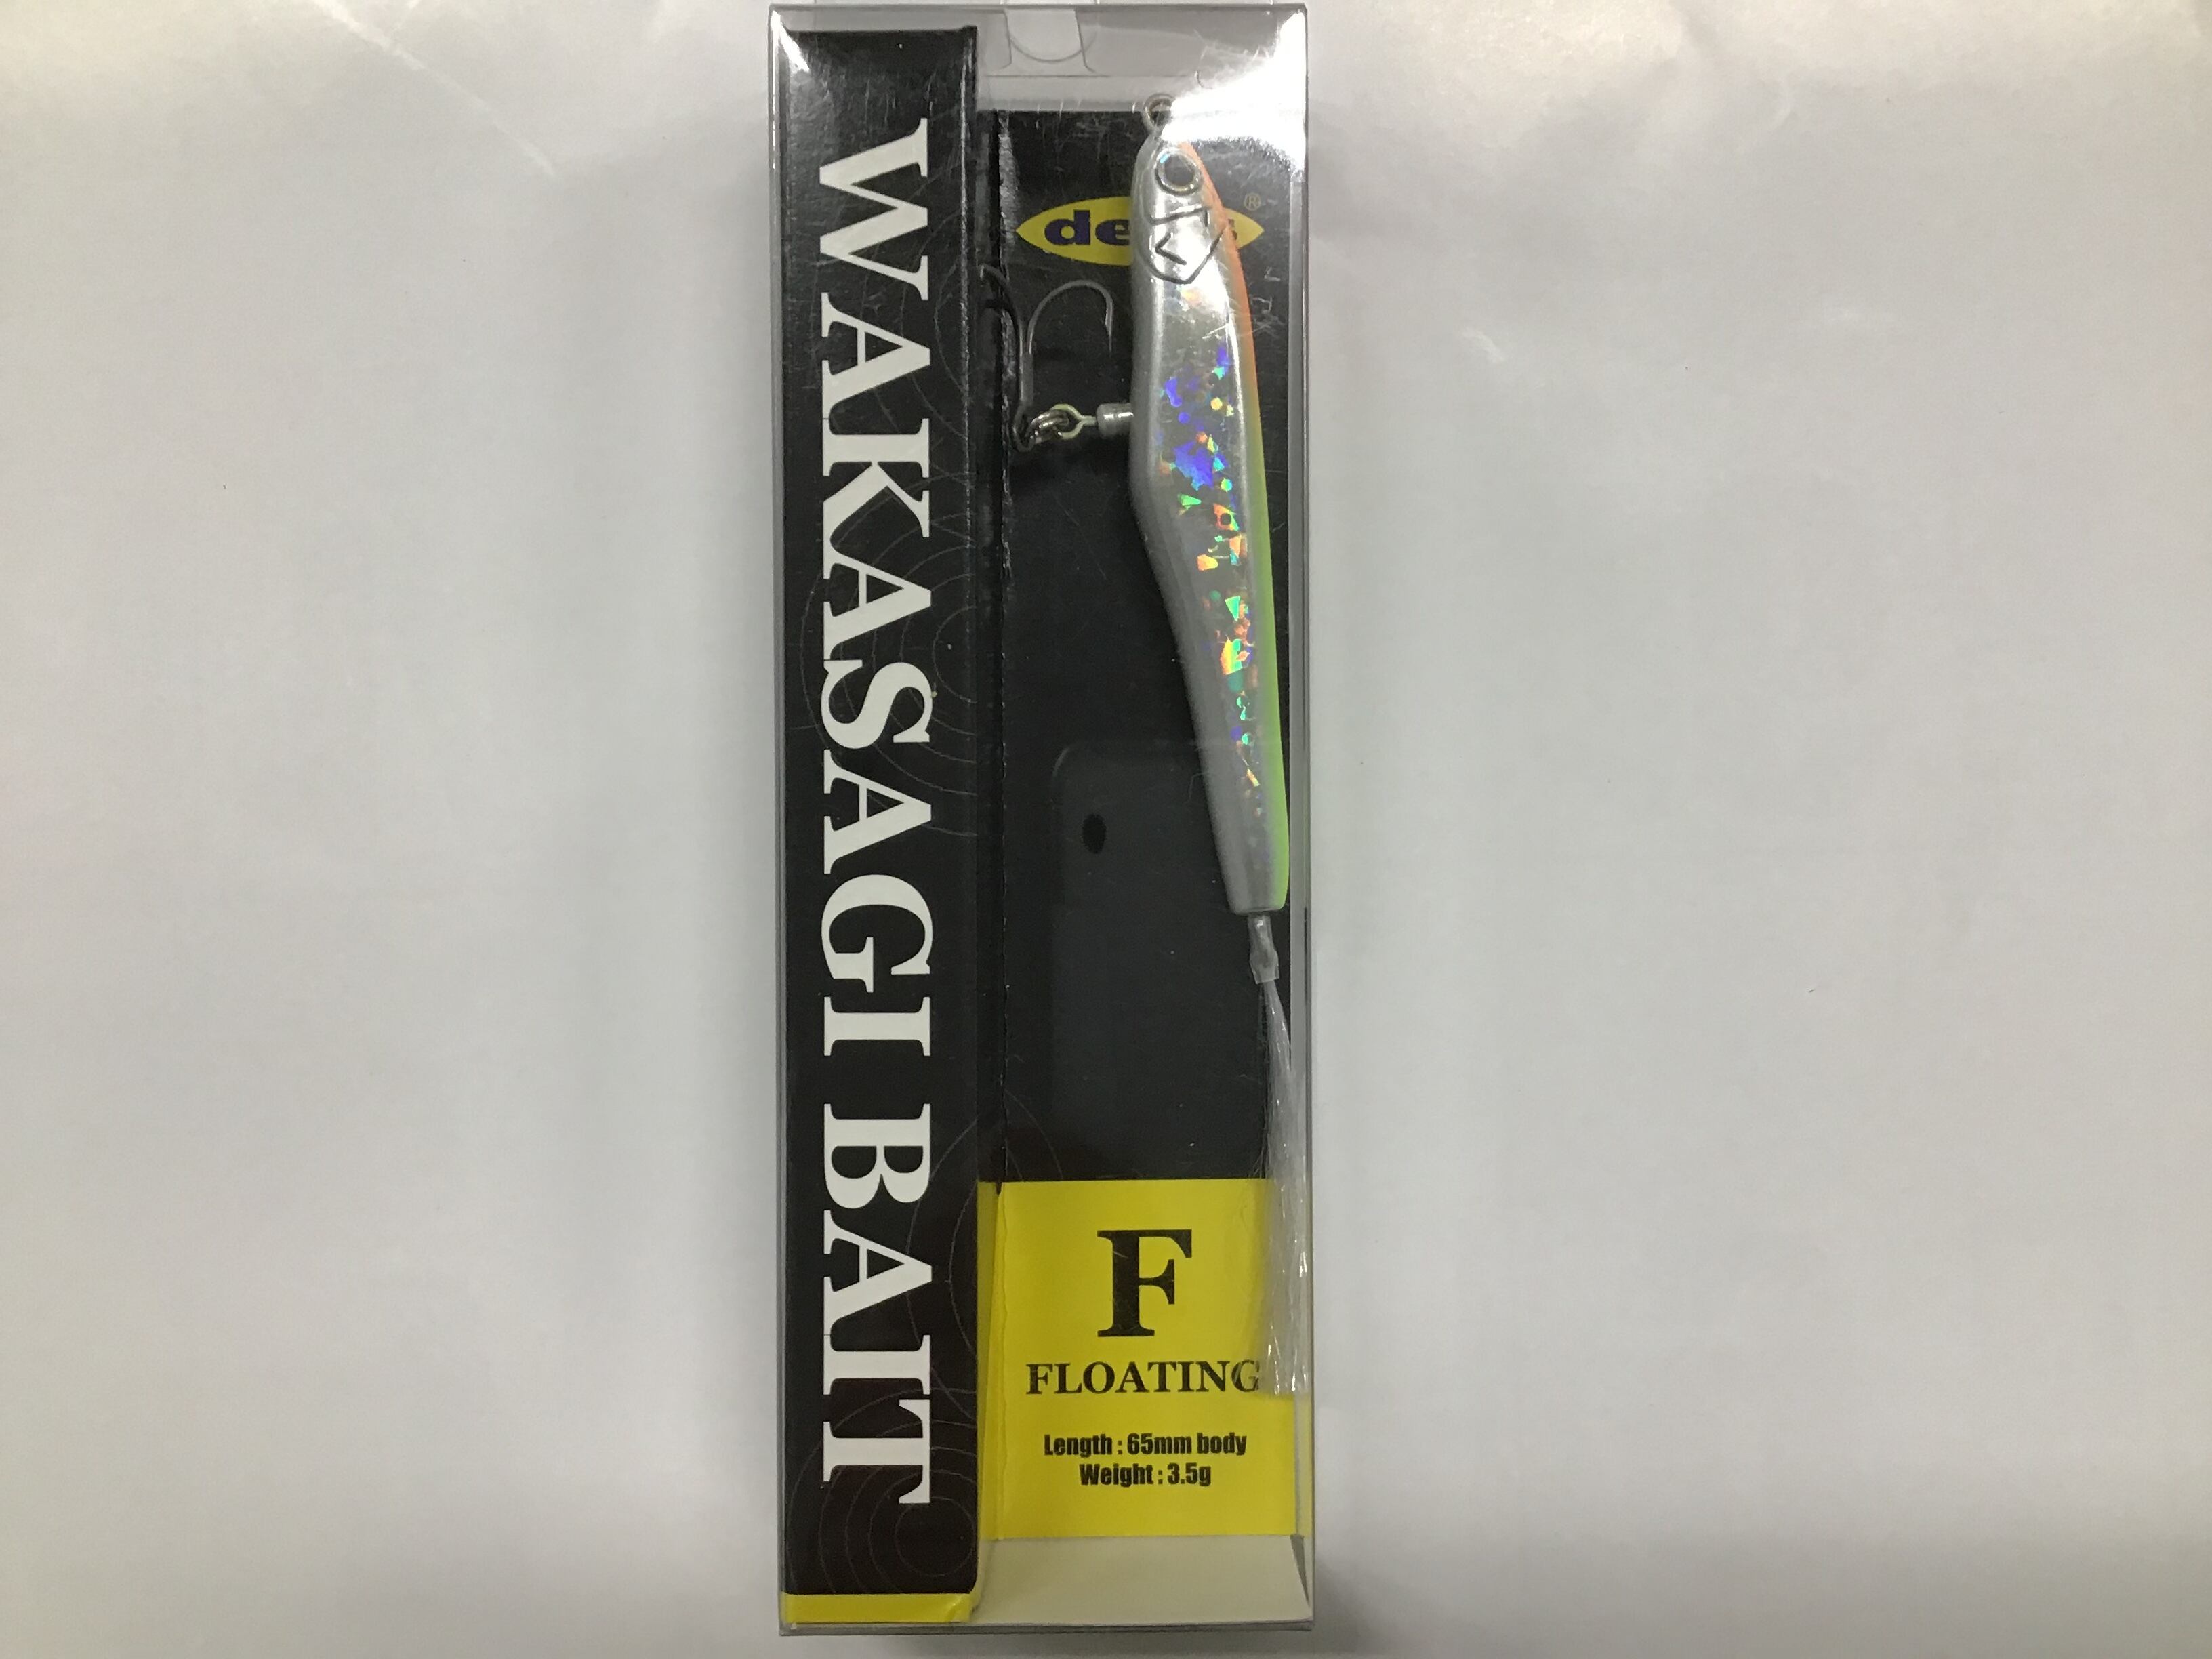 WAKASAGI BAIT
®
F
FLOATING
Length : 65mm body
Weight : 3.5g